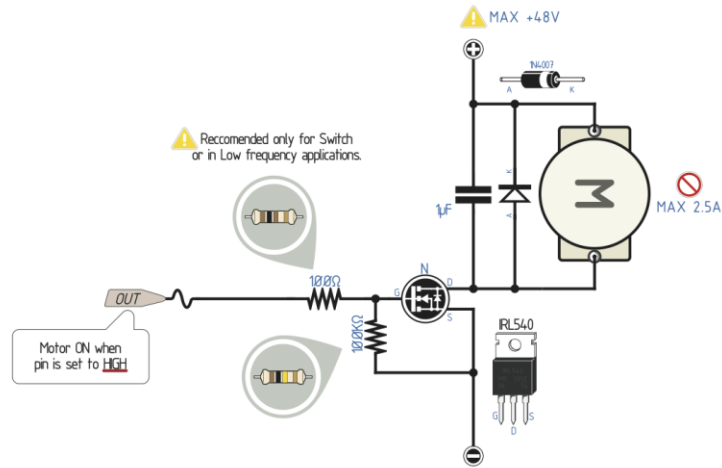 MAX +48V
1N4007
A
K
Reccomended only for Switch
or in Low frequency applications.
K
M
MAX 2.5A
1µF
A
100Ω
N
D
G
S
OUT
100KΩ
IRL540
Motor ON when
pin is set to HIGH
G
S
D